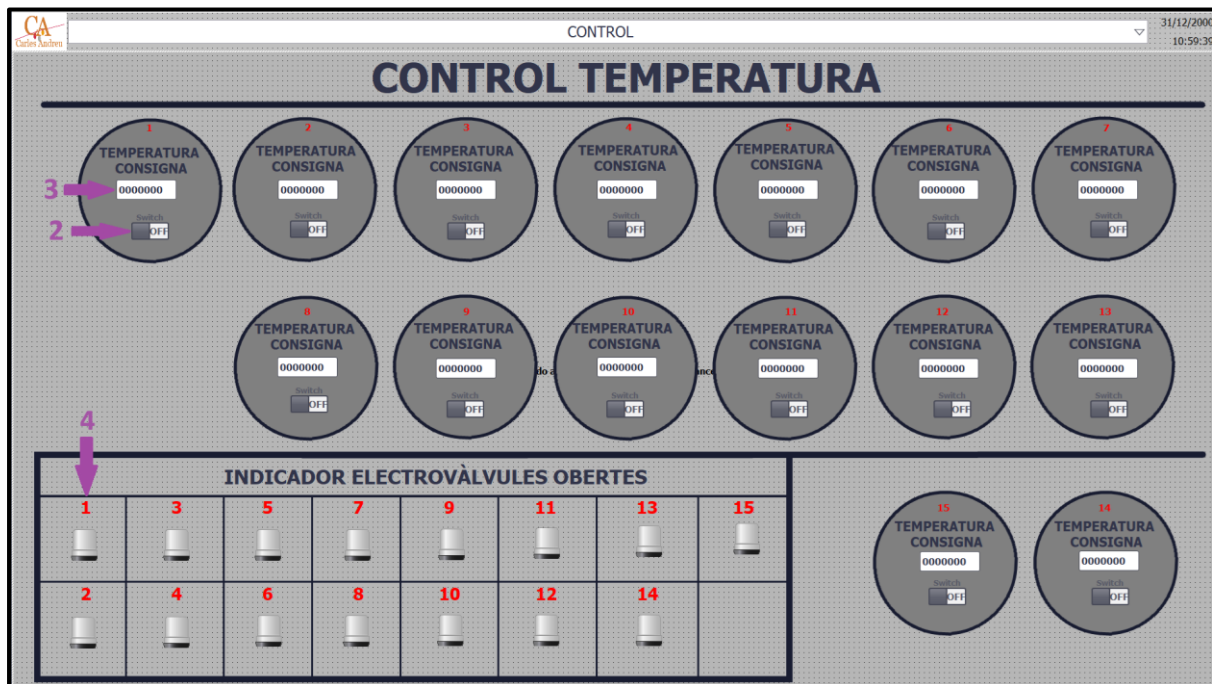 CA
Carles Andreu
CONTROL
31/12/2000
10:59:39
CONTROL TEMPERATURA
1
TEMPERATURA
CONSIGNA
0000000
Switch
OFF
2
TEMPERATURA
CONSIGNA
0000000
Switch
OFF
3
TEMPERATURA
CONSIGNA
0000000
Switch
OFF
4
TEMPERATURA
CONSIGNA
0000000
Switch
OFF
5
TEMPERATURA
CONSIGNA
0000000
Switch
OFF
6
TEMPERATURA
CONSIGNA
0000000
Switch
OFF
7
TEMPERATURA
CONSIGNA
0000000
Switch
OFF
3
2
8
TEMPERATURA
CONSIGNA
0000000
Switch
OFF
9
TEMPERATURA
CONSIGNA
0000000
Switch
OFF
10
TEMPERATURA
CONSIGNA
0000000
Switch
OFF
11
TEMPERATURA
CONSIGNA
0000000
Switch
OFF
12
TEMPERATURA
CONSIGNA
0000000
Switch
OFF
13
TEMPERATURA
CONSIGNA
0000000
Switch
OFF
4
INDICADOR ELECTROVÀLVULES OBERTES
1 3 5 7 9 11 13 15
2 4 6 8 10 12 14
15
TEMPERATURA
CONSIGNA
0000000
Switch
OFF
14
TEMPERATURA
CONSIGNA
0000000
Switch
OFF